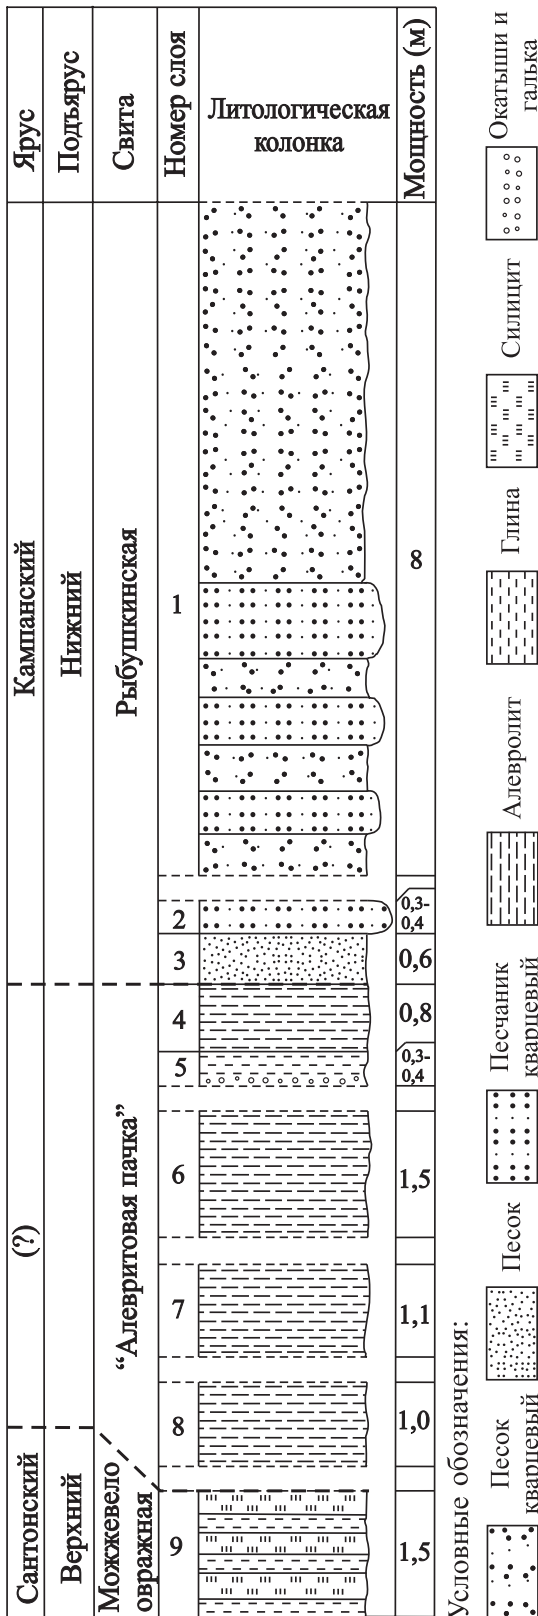 Ярус
Подъярус
Свита
Номер слоя
Литологическая
колонка
Мощность (м)
Кампанский
Нижний
Рыбушкинская
1
8
2
0,3-
0,4
3
0,6
4
0,8
5
0,3-
0,4
(?)
“Алевритовая пачка”
6
1,5
7
1,1
8
1,0
Сантонский
Верхний
Можжевело
овражная
9
1,5
Условные обозначения:
Песок
кварцевый
Песок
Песчаник
кварцевый
Алевролит
Глина
Силицит
Окатыши и
галька